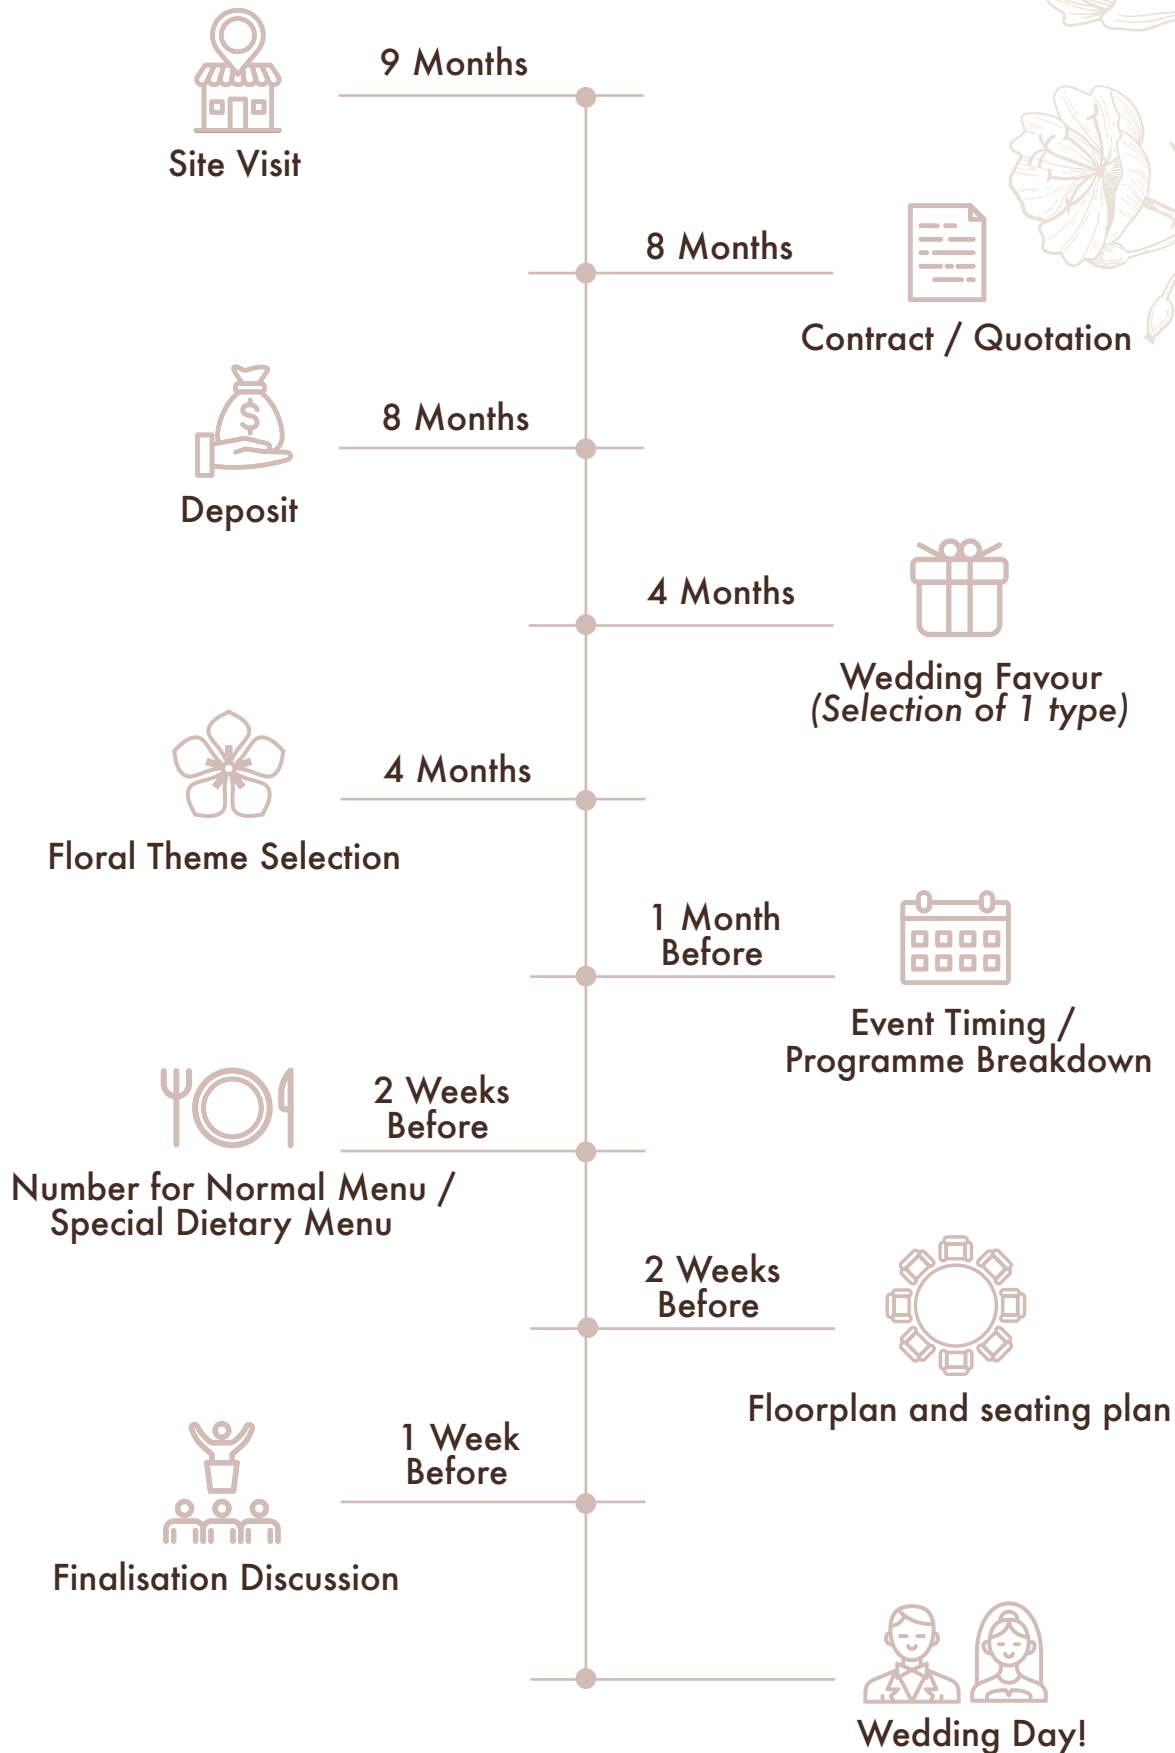 9 Months
Site Visit
8 Months
Contract / Quotation
8 Months
$
Deposit
4 Months
Wedding Favour
(Selection of 1 type)
4 Months
Floral Theme Selection
1 Month
Before
Event Timing /
Programme Breakdown
2 Weeks
Before
Number for Normal Menu /
Special Dietary Menu
2 Weeks
Before
Floorplan and seating plan
1 Week
Before
Finalisation Discussion
Wedding Day!